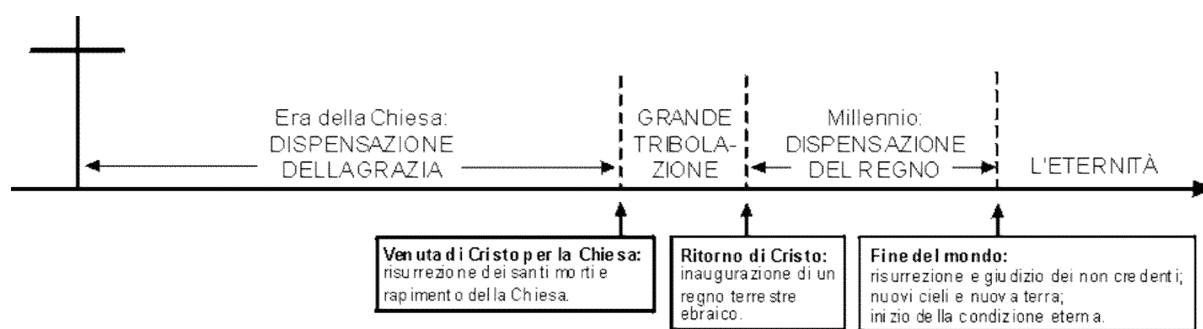 Era della Chiesa:
DISPENSAZIONE
DELLA GRAZIA
GRANDE
TRIBOLA-
ZIONE
Millennio:
DISPENSAZIONE
DEL REGNO
L'ETERNITÀ
Venuta di Cristo per la Chiesa:
risurrezione dei santi morti e
rapimento della Chiesa.
Ritorno di Cristo:
inaugurazione di un
regno terrestre
ebraico.
Fine del mondo:
risurrezione e giudizio dei non credenti;
nuovi cieli e nuova terra;
inizio della condizione eterna.